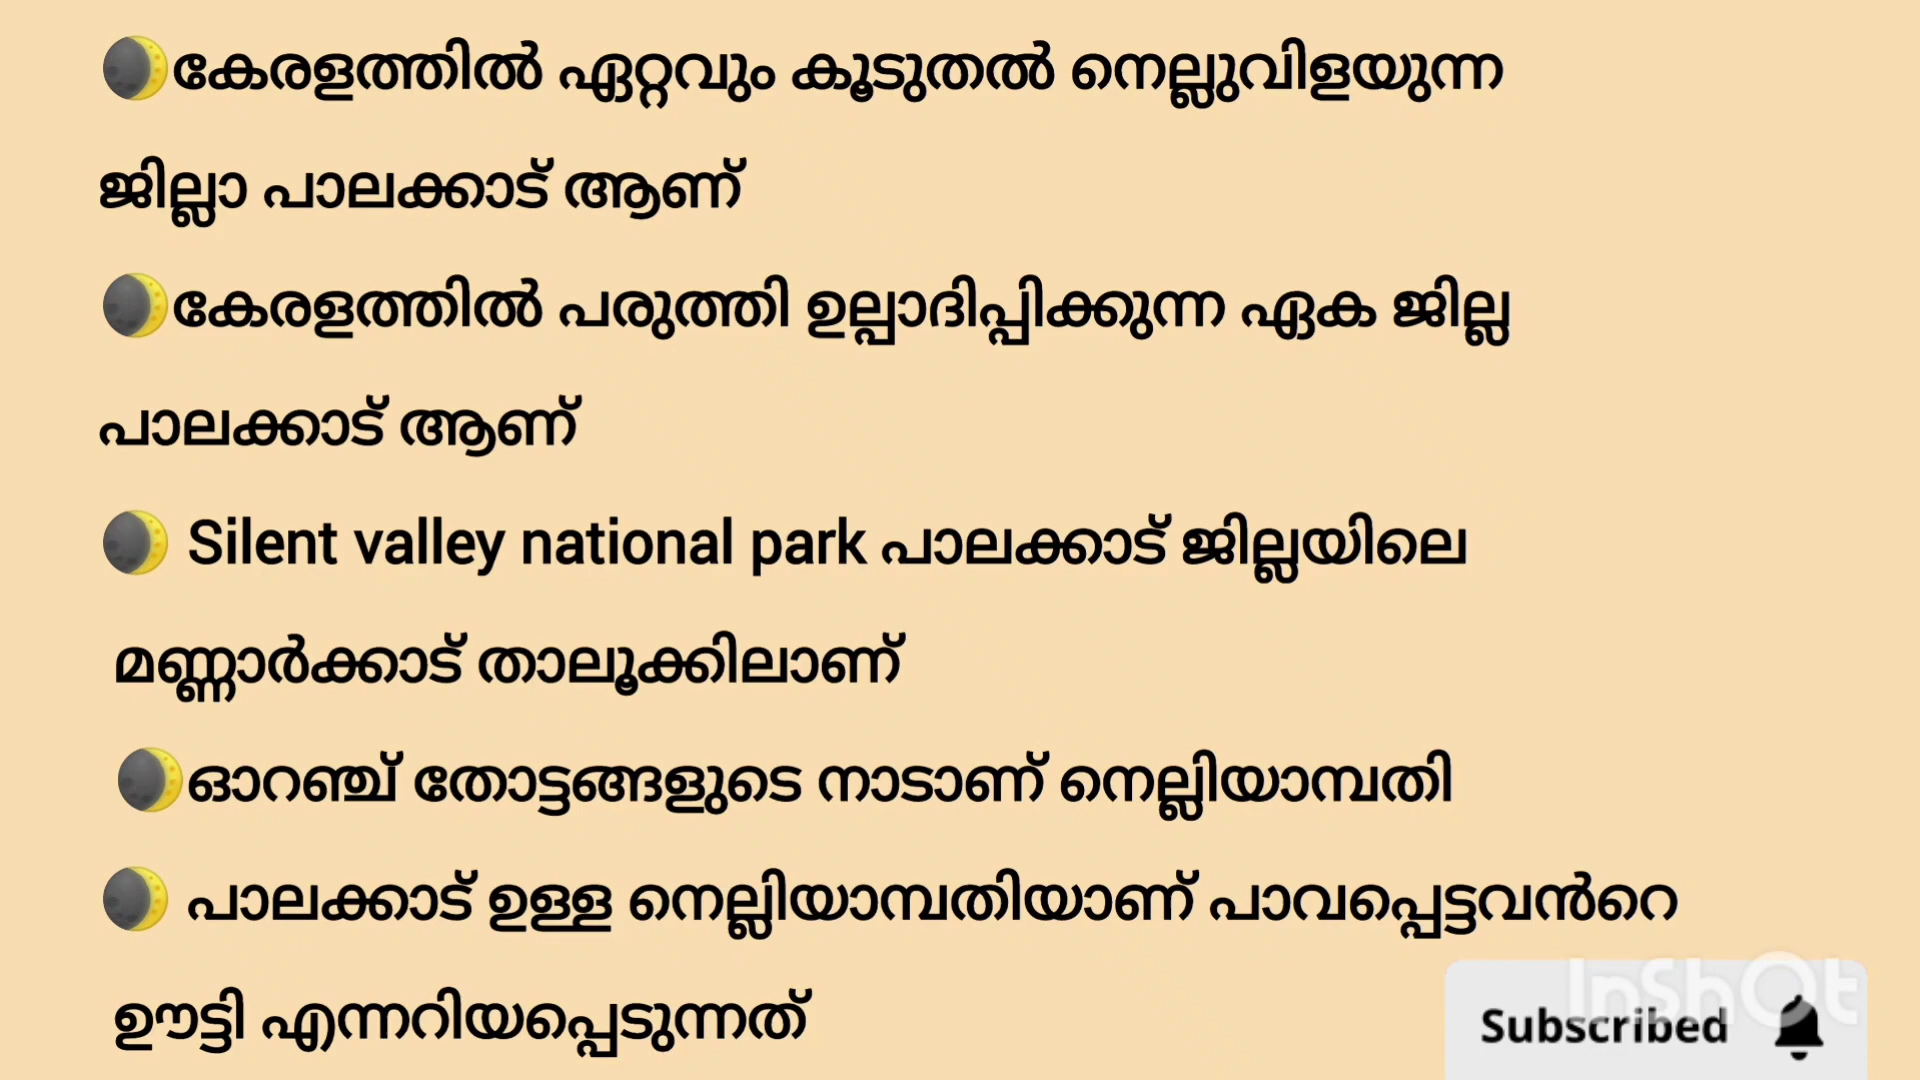 🌒കേരളത്തിൽ ഏറ്റവും കൂടുതൽ നെല്ലുവിളയുന്ന
ജില്ലാ പാലക്കാട് ആണ്
🌒കേരളത്തിൽ പരുത്തി ഉല്പാദിപ്പിക്കുന്ന ഏക ജില്ല
പാലക്കാട് ആണ്
🌒 Silent valley national park പാലക്കാട് ജില്ലയിലെ
മണ്ണാർക്കാട് താലൂക്കിലാണ്
🌒ഓറഞ്ച് തോട്ടങ്ങളുടെ നാടാണ് നെല്ലിയാമ്പതി
🌒 പാലക്കാട് ഉള്ള നെല്ലിയാമ്പതിയാണ് പാവപ്പെട്ടവൻറെ
ഊട്ടി എന്നറിയപ്പെടുന്നത്
InShOt
Subscribed